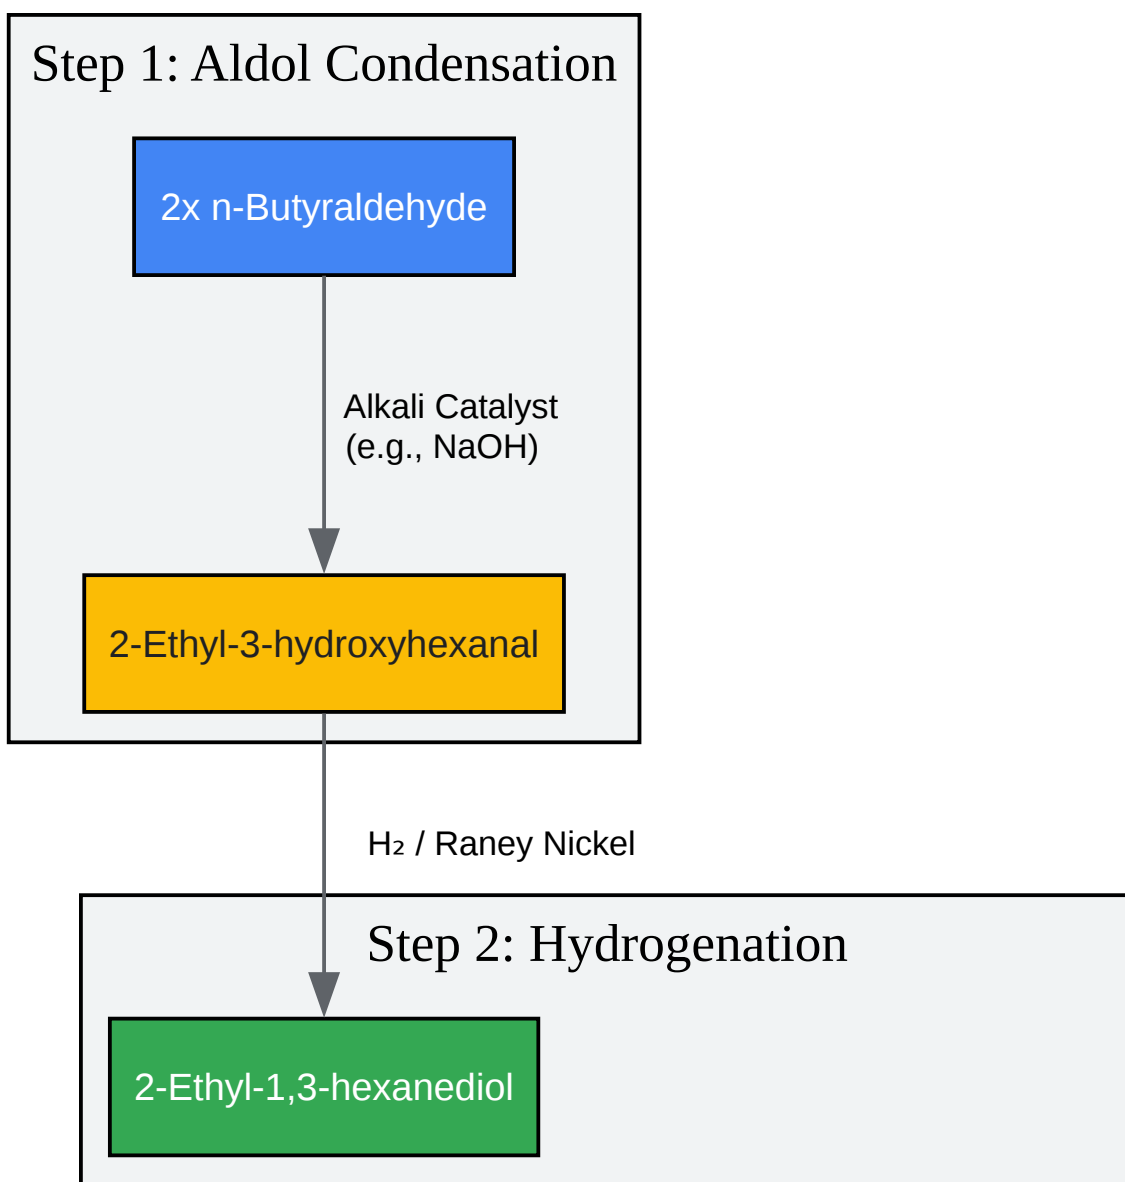 Step 1: Aldol Condensation
2x n-Butyraldehyde
Alkali Catalyst
(e.g., NaOH)
2-Ethyl-3-hydroxyhexanal
H₂ / Raney Nickel
Step 2: Hydrogenation
2-Ethyl-1,3-hexanediol